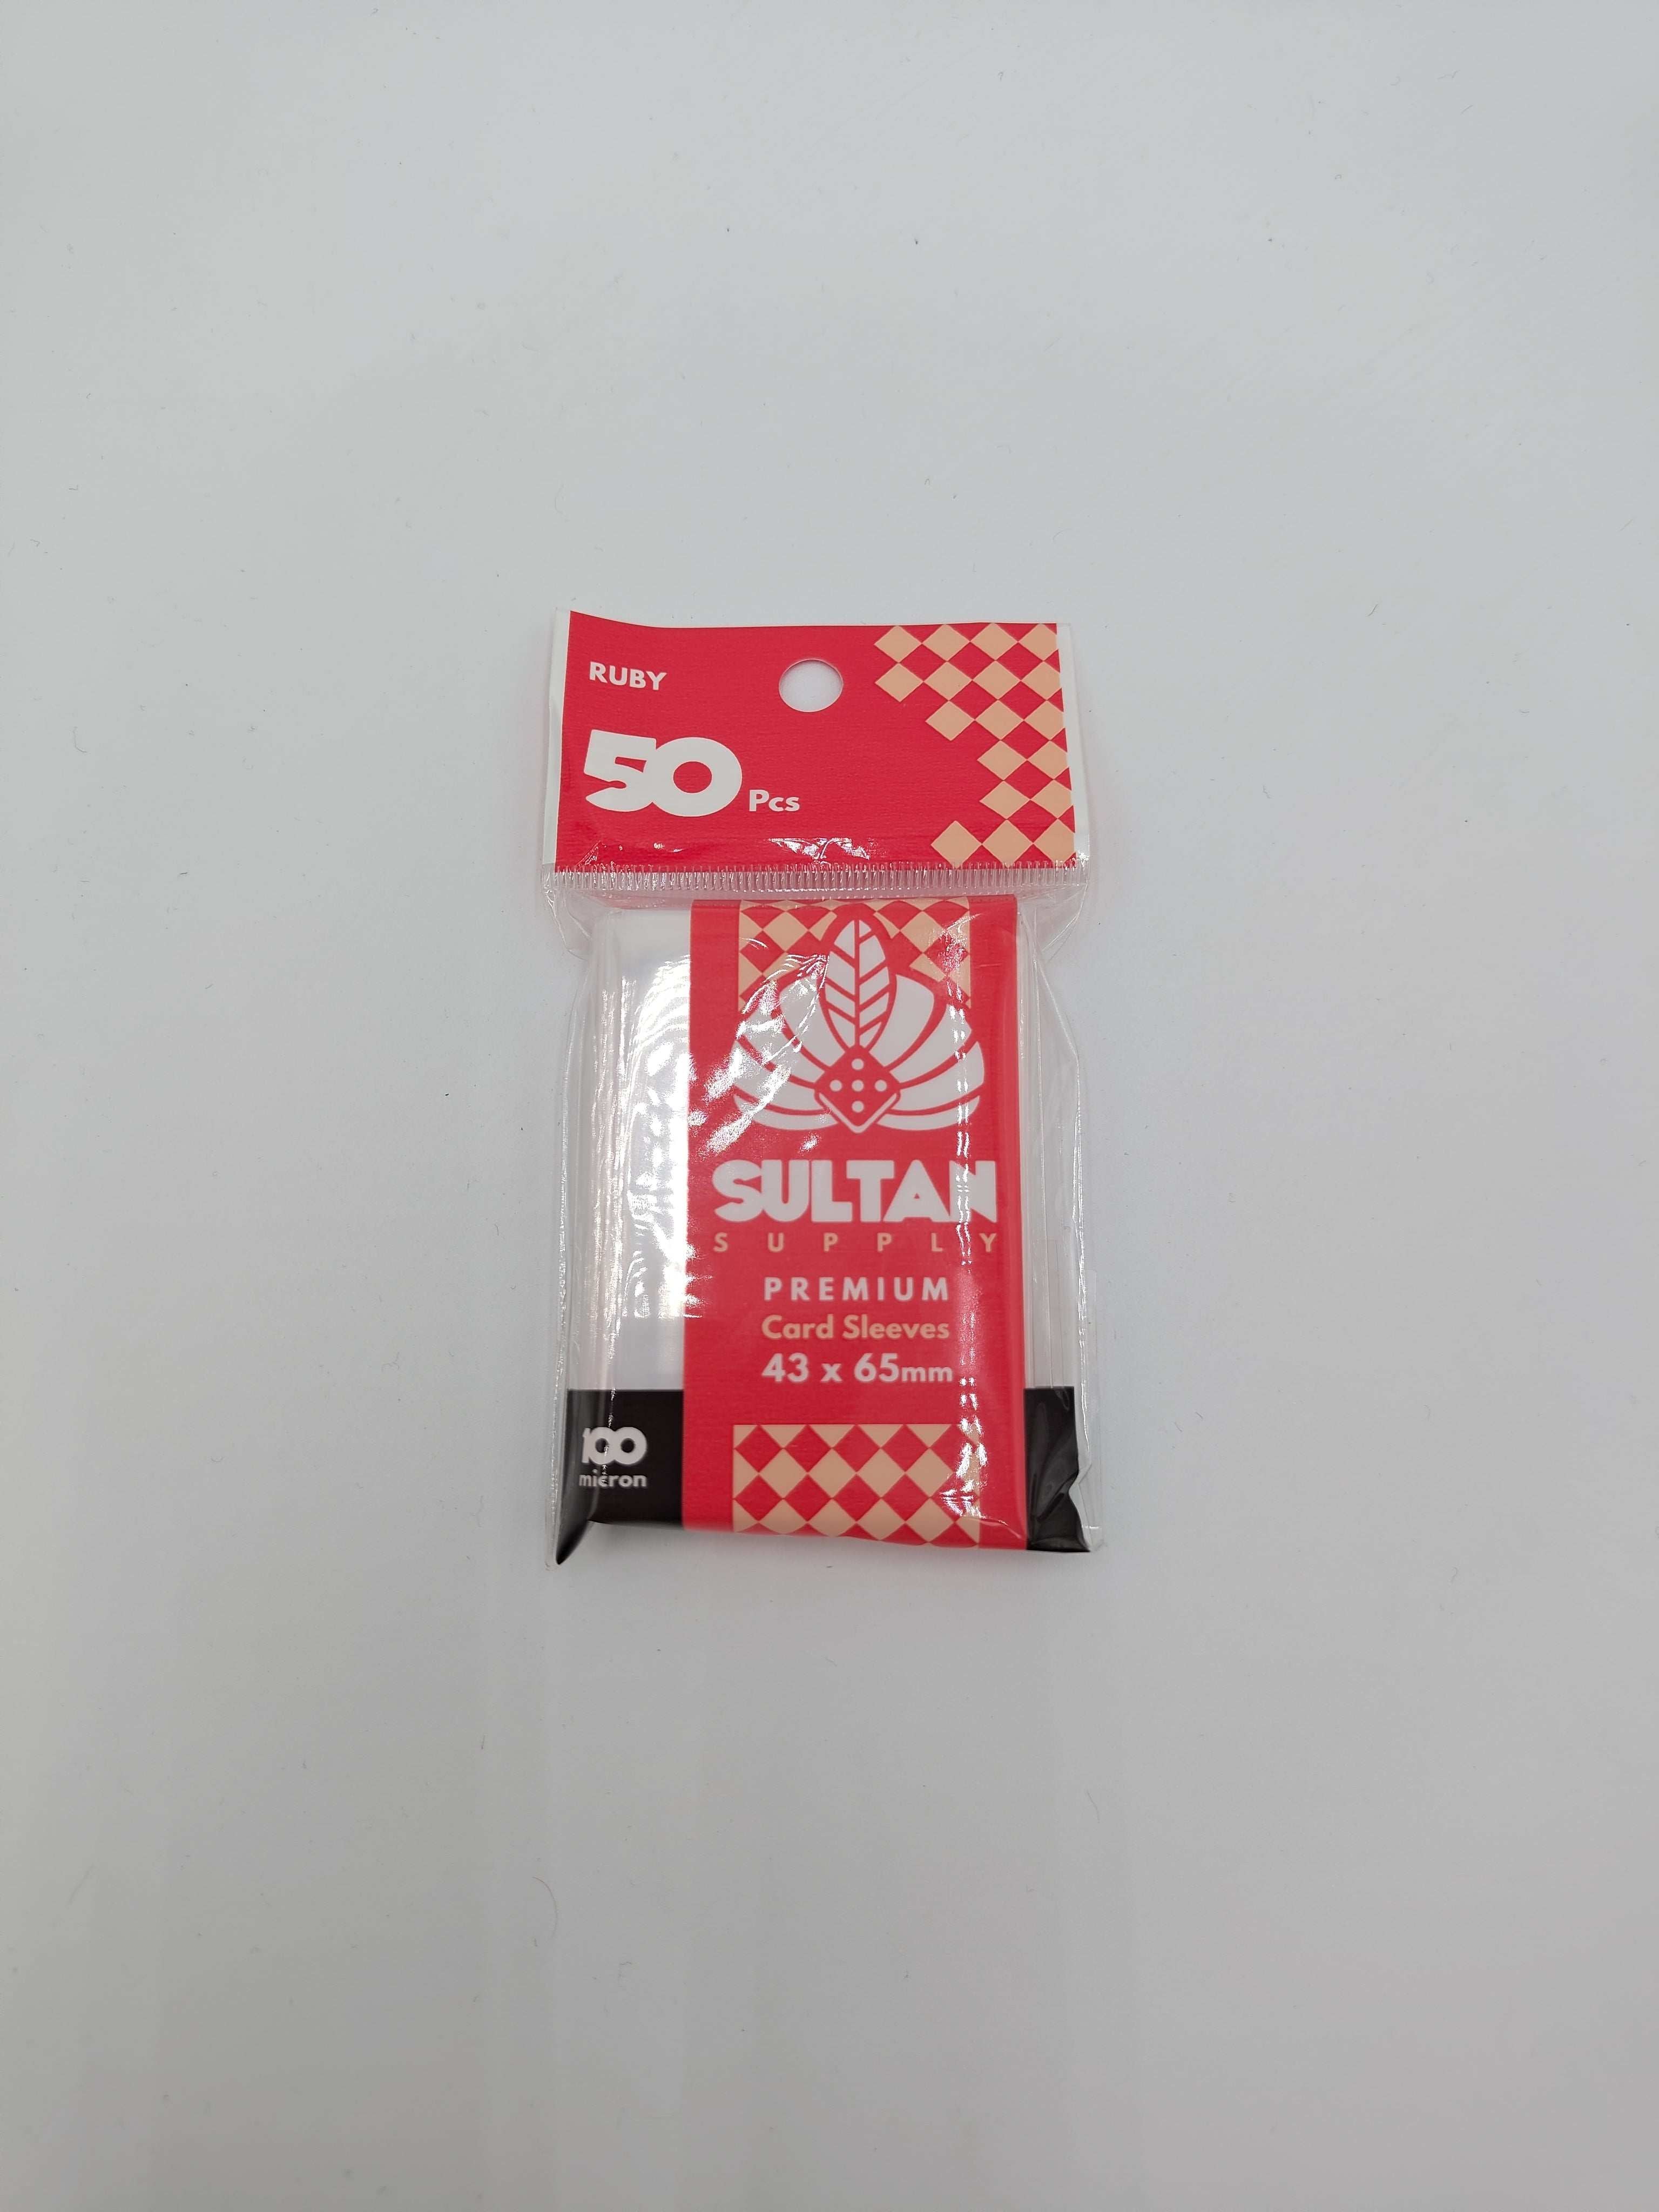 RUBY
50 Pcs
SULTAN
SUPPLY
PREMIUM
Card Sleeves
43 x 65mm
100
micron